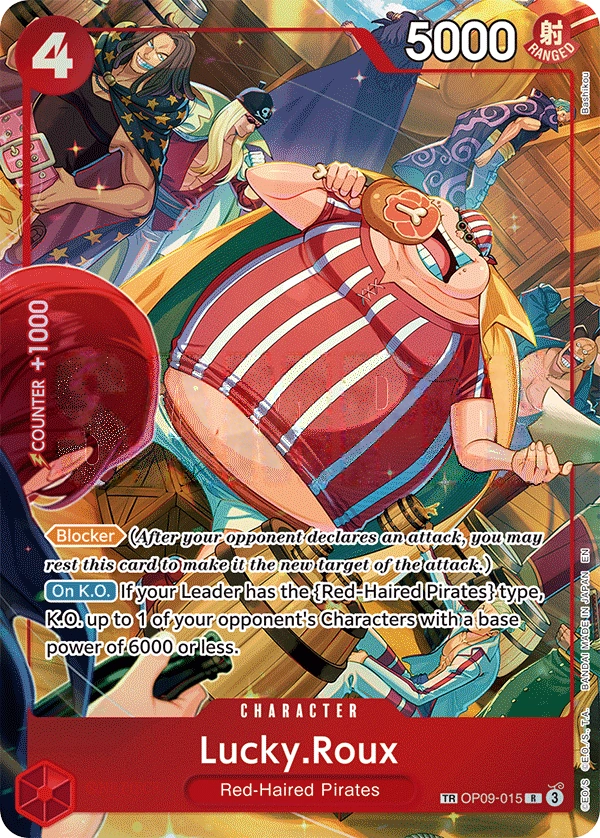 4
5000
射
RANGED
Bashikou
COUNTER +1000
Blocker (After your opponent declares an attack, you may
rest this card to make it the new target of the attack.)
On K.O. If your Leader has the {Red-Haired Pirates} type,
K.O. up to 1 of your opponent's Characters with a base
power of 6000 or less.
CHARACTER
Lucky.Roux
Red-Haired Pirates
TR OP09-015 R 3
©E.O./S., T.A. BANDAI MADE IN JAPAN EN